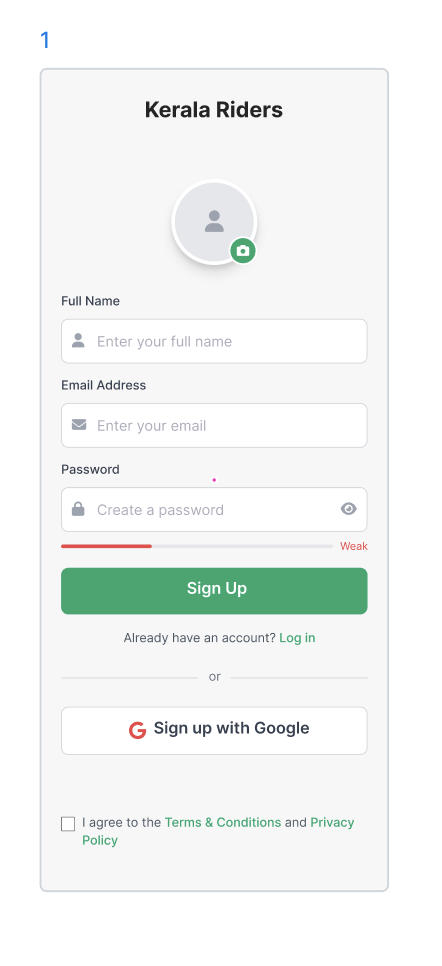 1
Kerala Riders
Full Name
Enter your full name
Email Address
Enter your email
Password
Create a password
Weak
Sign Up
Already have an account? Log in
or
Sign up with Google
I agree to the Terms & Conditions and Privacy
Policy